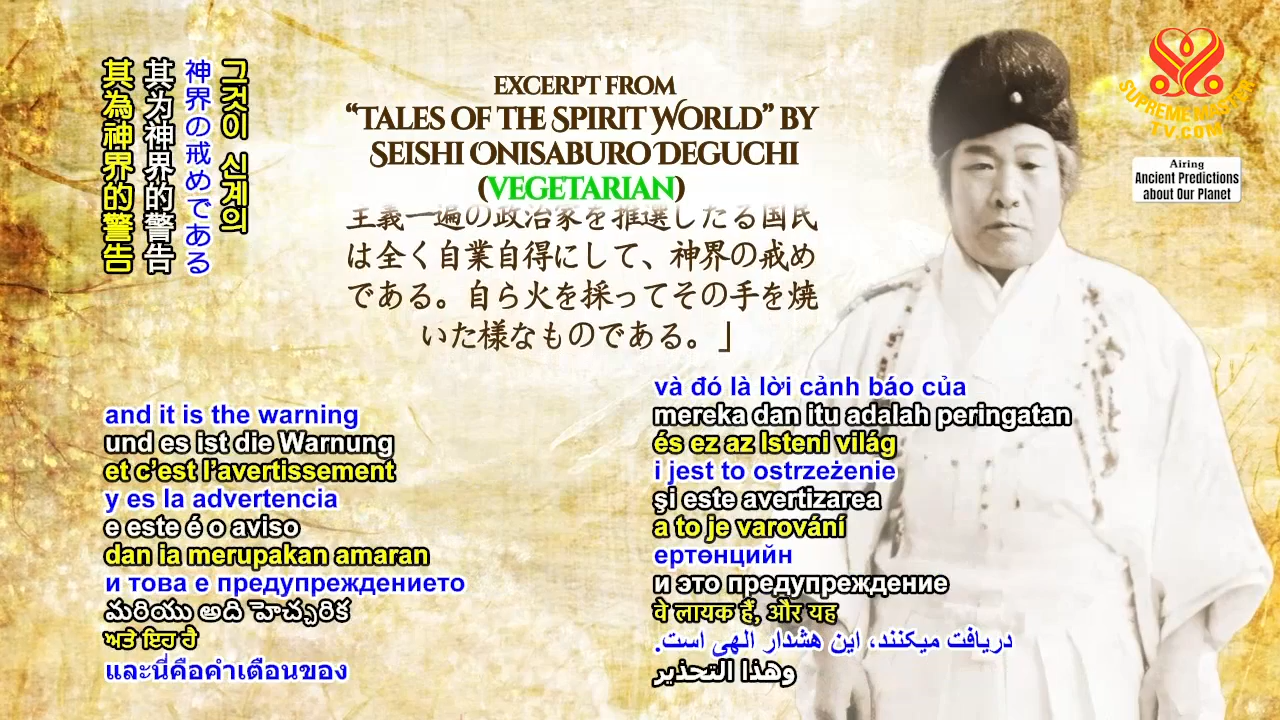 그것이 신계의
神界の戒めである
其为神界的警告
其為神界的警告
EXCERPT FROM
“TALES OF THE SPIRIT WORLD” BY
SEISHI ONISABURO DEGUCHI
(VEGETARIAN)
主義一遍の政治家を推選したる国民
は全く自業自得にして、神界の戒め
である。自ら火を採ってその手を焼
いた様なものである。」
SUPREME MASTER
TV.COM
Airing
Ancient Predictions
about Our Planet
and it is the warning
und es ist die Warnung
et c’est l’avertissement
y es la advertencia
e este é o aviso
dan ia merupakan amaran
и това е предупреждението
మరియు అది హెచ్చరిక
ਅਤੇ ਇਹ ਹੈ
และนี่คือคำเตือนของ
và đó là lời cảnh báo của
mereka dan itu adalah peringatan
és ez az Isteni világ
i jest to ostrzeżenie
şi este avertizarea
a to je varování
ертөнцийн
и это предупреждение
वे लायक हैं, और यह
دریافت میکنند، این هشدار الهی است.
وهذا التحذير